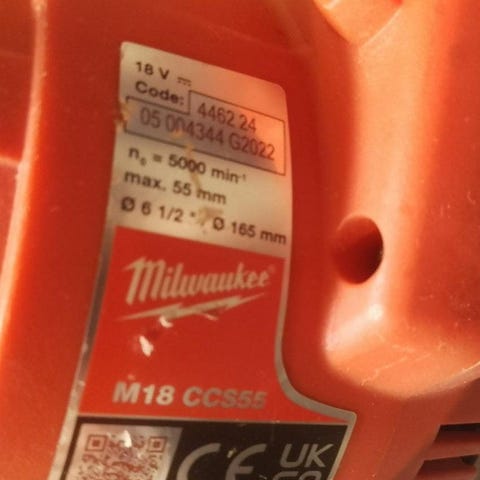 18 V ⎓
Code: 4462 24
05 004344 G2022
n₀ = 5000 min⁻¹
max. 55 mm
Ø 6 1/2 " Ø 165 mm
Milwaukee®
M18 CCS55
CE UK
CA